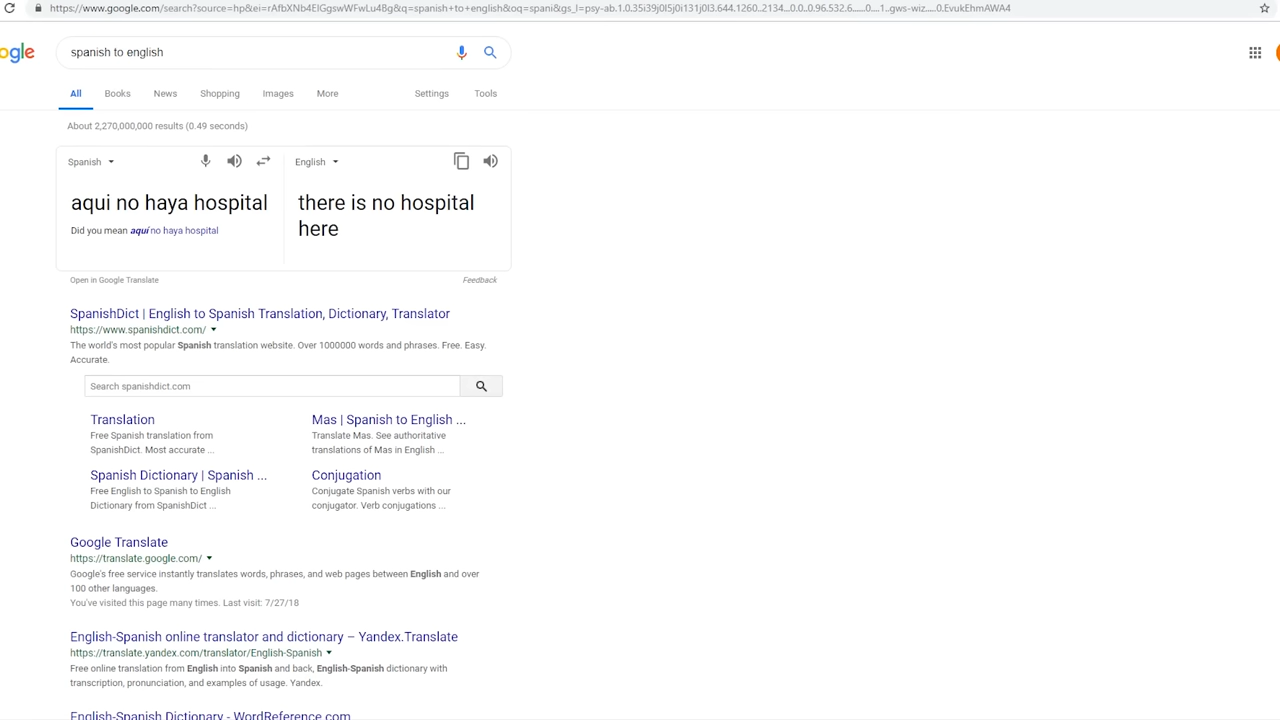 https://www.google.com/search?source=hp&ei=rAfbXNb4EIGgswWFwLu4Bg&q=spanish+to+english&oq=spani&gs_l=psy-ab.1.0.35i39j0l5j0i131j0l3.644.1260..2134...0.0..0.96.532.6......0....1..gws-wiz.....0.EvukEhmAWA4
ogle
spanish to english
All Books News Shopping Images More Settings Tools
About 2,270,000,000 results (0.49 seconds)
Spanish English
aqui no haya hospital
Did you mean aquí no haya hospital
there is no hospital
here
Open in Google Translate Feedback
SpanishDict | English to Spanish Translation, Dictionary, Translator
https://www.spanishdict.com/
The world's most popular Spanish translation website. Over 1000000 words and phrases. Free. Easy.
Accurate.
Search spanishdict.com
Translation
Free Spanish translation from
SpanishDict. Most accurate ...
Mas | Spanish to English ...
Translate Mas. See authoritative
translations of Mas in English ...
Spanish Dictionary | Spanish ...
Free English to Spanish to English
Dictionary from SpanishDict ...
Conjugation
Conjugate Spanish verbs with our
conjugator. Verb conjugations ...
Google Translate
https://translate.google.com/
Google's free service instantly translates words, phrases, and web pages between English and over
100 other languages.
You've visited this page many times. Last visit: 7/27/18
English-Spanish online translator and dictionary – Yandex.Translate
https://translate.yandex.com/translator/English-Spanish
Free online translation from English into Spanish and back, English-Spanish dictionary with
transcription, pronunciation, and examples of usage. Yandex.
English-Spanish Dictionary - WordReference.com